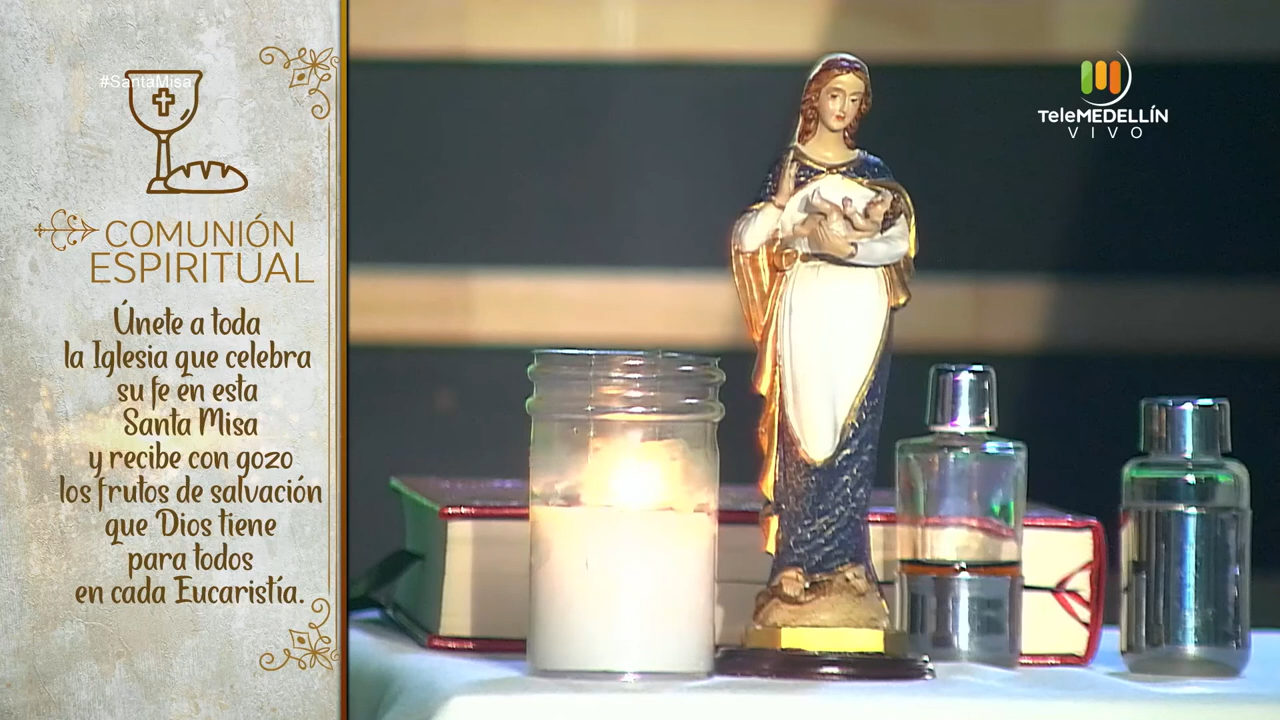 #SantaMisa
COMUNIÓN
ESPIRITUAL
Únete a toda
la Iglesia que celebra
su fe en esta
Santa Misa
y recibe con gozo
los frutos de salvación
que Dios tiene
para todos
en cada Eucaristía.
TeleMEDELLÍN
VIVO